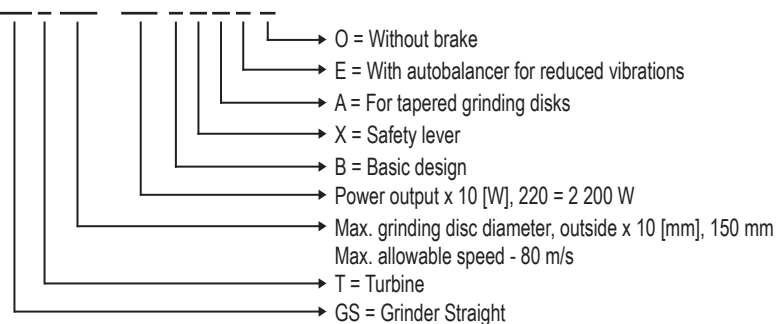 O = Without brake
E = With autobalancer for reduced vibrations
A = For tapered grinding disks
X = Safety lever
B = Basic design
Power output x 10 [W], 220 = 2 200 W
Max. grinding disc diameter, outside x 10 [mm], 150 mm
Max. allowable speed - 80 m/s
T = Turbine
GS = Grinder Straight